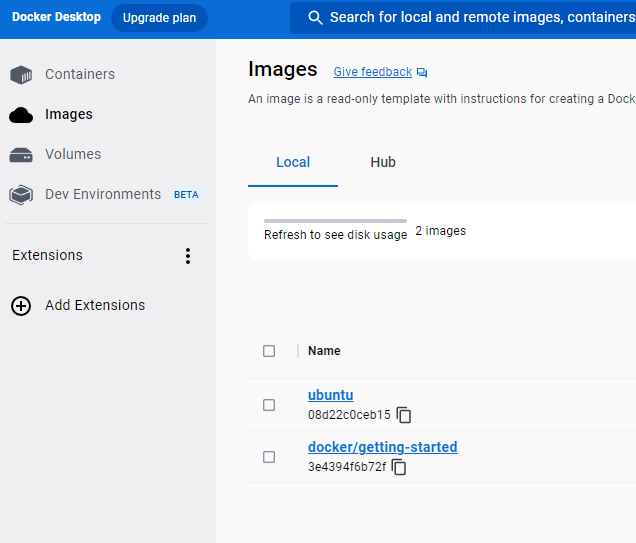 Docker Desktop Upgrade plan Search for local and remote images, containers
Containers
Images
Volumes
Dev Environments BETA
Extensions
Add Extensions
Images Give feedback
An image is a read-only template with instructions for creating a Dock
Local Hub
Refresh to see disk usage 2 images
Name
ubuntu
08d22c0ceb15
docker/getting-started
3e4394f6b72f